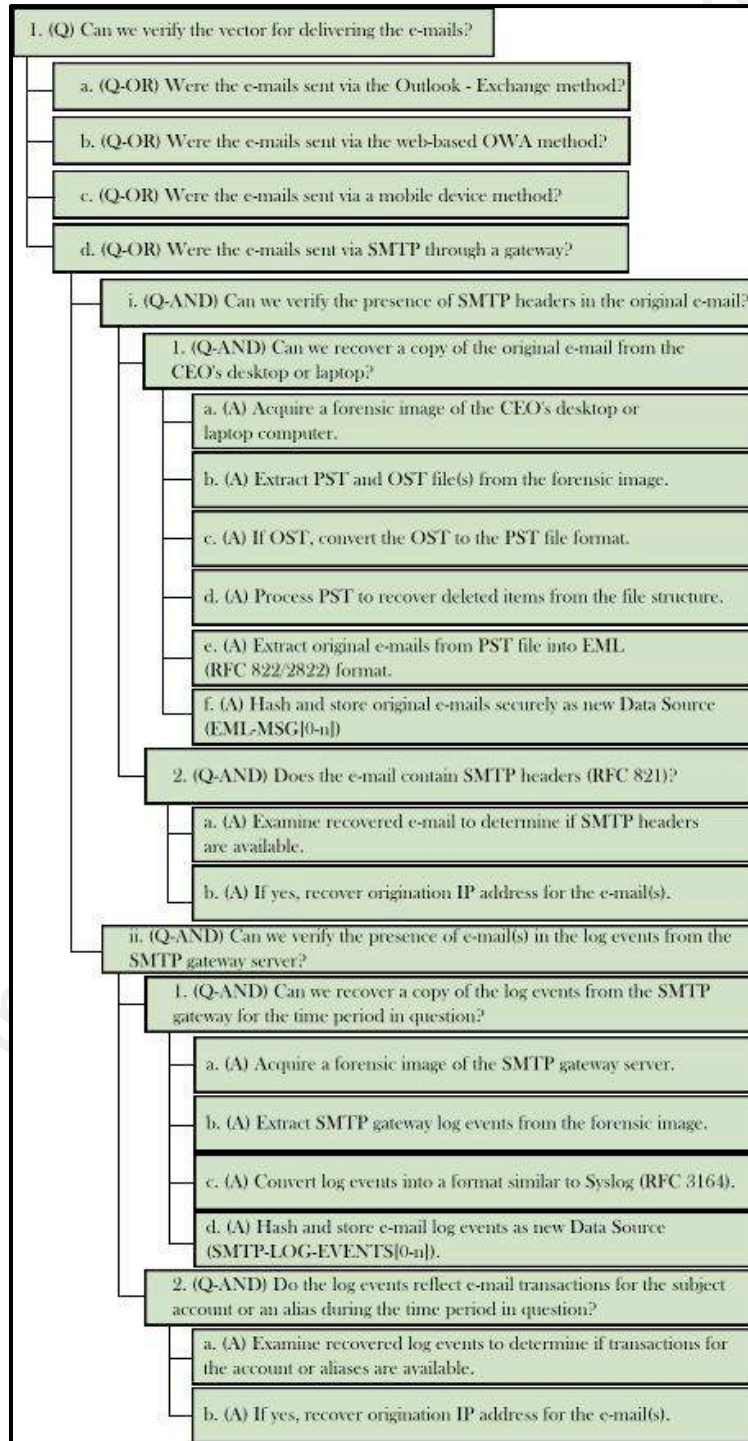 1. (Q) Can we verify the vector for delivering the e-mails?
a. (Q-OR) Were the e-mails sent via the Outlook - Exchange method?
b. (Q-OR) Were the e-mails sent via the web-based OWA method?
c. (Q-OR) Were the e-mails sent via a mobile device method?
d. (Q-OR) Were the e-mails sent via SMTP through a gateway?
i. (Q-AND) Can we verify the presence of SMTP headers in the original e-mail?
1. (Q-AND) Can we recover a copy of the original e-mail from the
CEO's desktop or laptop?
a. (A) Acquire a forensic image of the CEO's desktop or
laptop computer.
b. (A) Extract PST and OST file(s) from the forensic image.
c. (A) If OST, convert the OST to the PST file format.
d. (A) Process PST to recover deleted items from the file structure.
e. (A) Extract original e-mails from PST file into EML
(RFC 822/2822) format.
f. (A) Hash and store original e-mails securely as new Data Source
(EML-MSG[0-n])
2. (Q-AND) Does the e-mail contain SMTP headers (RFC 821)?
a. (A) Examine recovered e-mail to determine if SMTP headers
are available.
b. (A) If yes, recover origination IP address for the e-mail(s).
ii. (Q-AND) Can we verify the presence of e-mail(s) in the log events from the
SMTP gateway server?
1. (Q-AND) Can we recover a copy of the log events from the SMTP
gateway for the time period in question?
a. (A) Acquire a forensic image of the SMTP gateway server.
b. (A) Extract SMTP gateway log events from the forensic image.
c. (A) Convert log events into a format similar to Syslog (RFC 3164).
d. (A) Hash and store e-mail log events as new Data Source
(SMTP-LOG-EVENTS[0-n]).
2. (Q-AND) Do the log events reflect e-mail transactions for the subject
account or an alias during the time period in question?
a. (A) Examine recovered log events to determine if transactions for
the account or aliases are available.
b. (A) If yes, recover origination IP address for the e-mail(s).